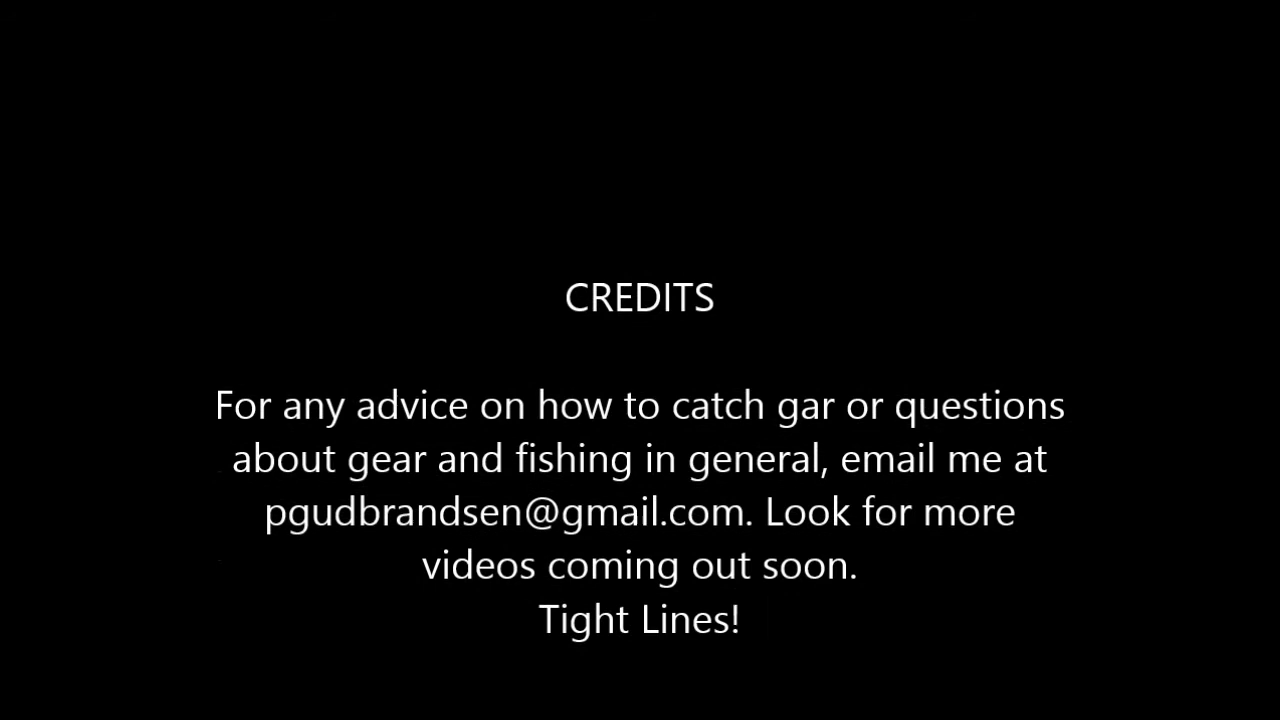 CREDITS
For any advice on how to catch gar or questions
about gear and fishing in general, email me at
pgudbrandsen@gmail.com. Look for more
videos coming out soon.
Tight Lines!